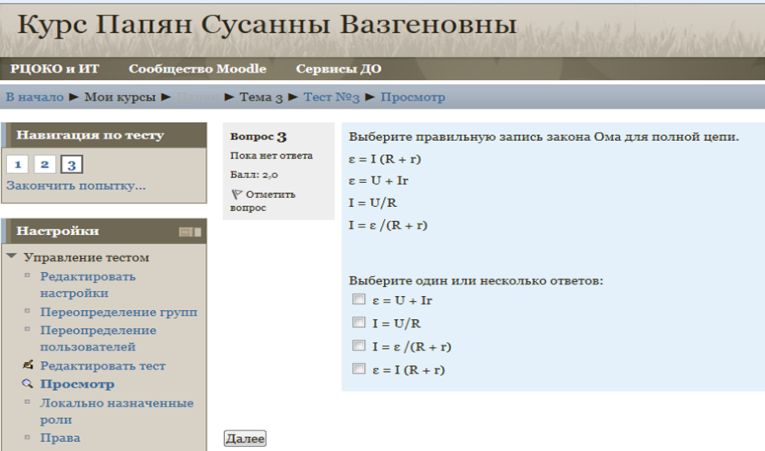 Курс Папян Сусанны Вазгеновны
РЦОКО и ИТ Сообщество Moodle Сервисы ДО
В начало ► Мои курсы ► ► Тема 3 ► Тест №3 ► Просмотр
Навигация по тесту
1 2 3
Закончить попытку...
Настройки
Управление тестом
Редактировать
настройки
Переопределение групп
Переопределение
пользователей
Редактировать тест
Просмотр
Локально назначенные
роли
Права
Вопрос 3
Пока нет ответа
Балл: 2,0
Отметить
вопрос
Выберите правильную запись закона Ома для полной цепи.
ε = I (R + r)
ε = U + Ir
I = U/R
I = ε /(R + r)
Выберите один или несколько ответов:
ε = U + Ir
I = U/R
I = ε /(R + r)
ε = I (R + r)
Далее